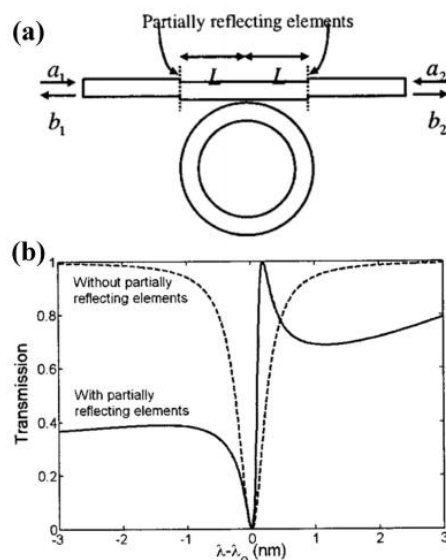 (a)
Partially reflecting elements
L L
a1 a2
b1 b2
(b)
1
Without partially
reflecting elements
0.8
0.6
With partially
reflecting elements
0.4
0.2
0
Transmission
-3 -2 -1 0 1 2 3
λ-λo (nm)